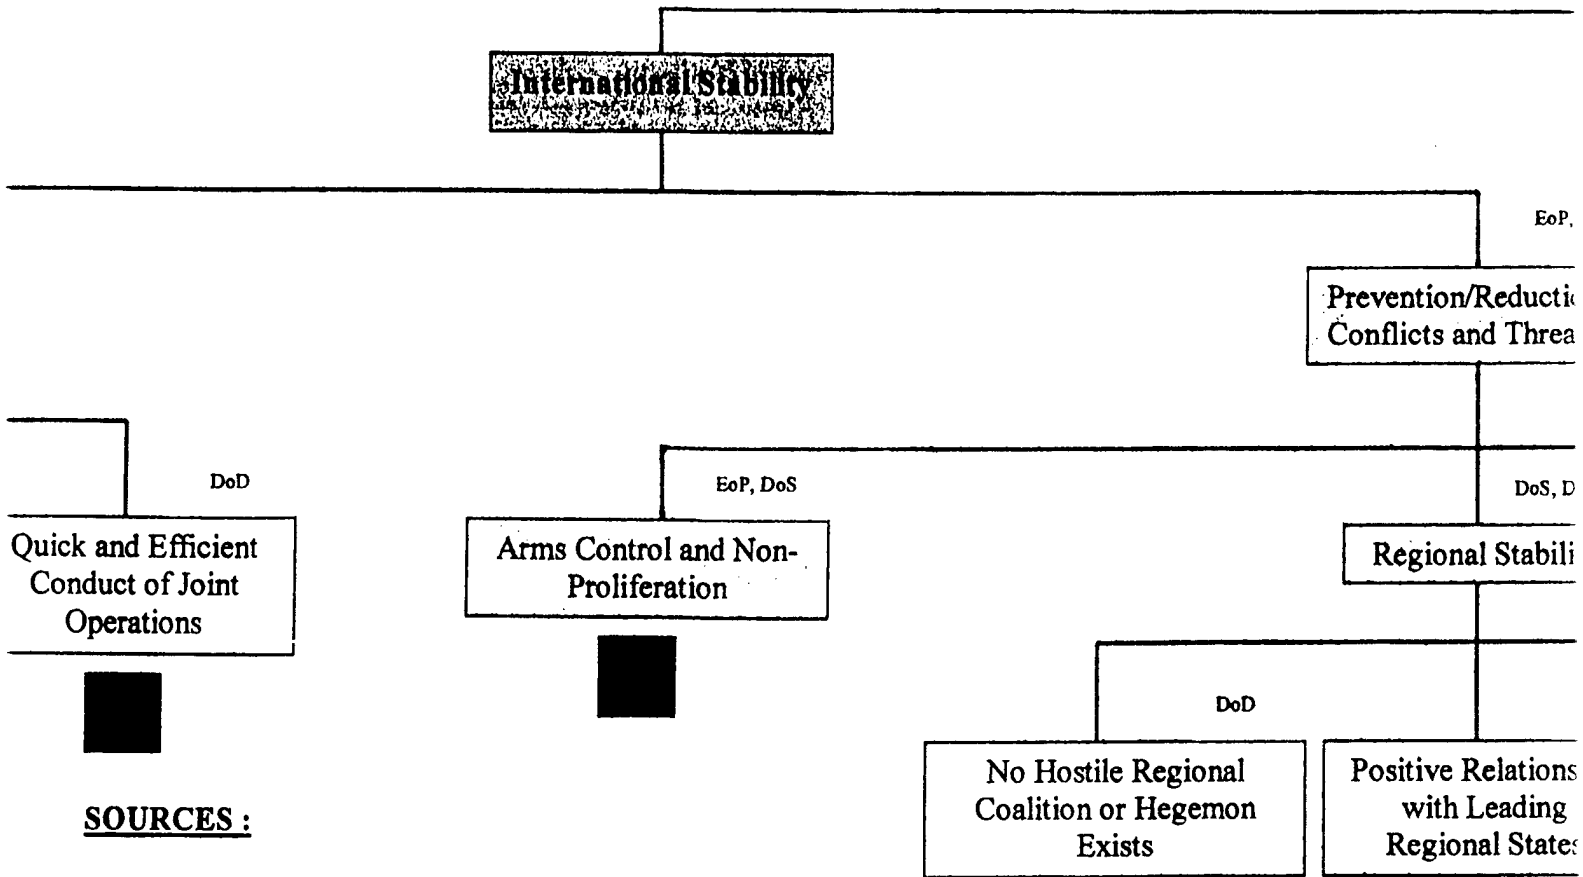 International Stability
EoP,
Prevention/Reducti
Conflicts and Threa
DoD
EoP, DoS
DoS, D
Quick and Efficient
Conduct of Joint
Operations
Arms Control and Non-
Proliferation
Regional Stabili
DoD
No Hostile Regional
Coalition or Hegemon
Exists
Positive Relations
with Leading
Regional States
SOURCES :